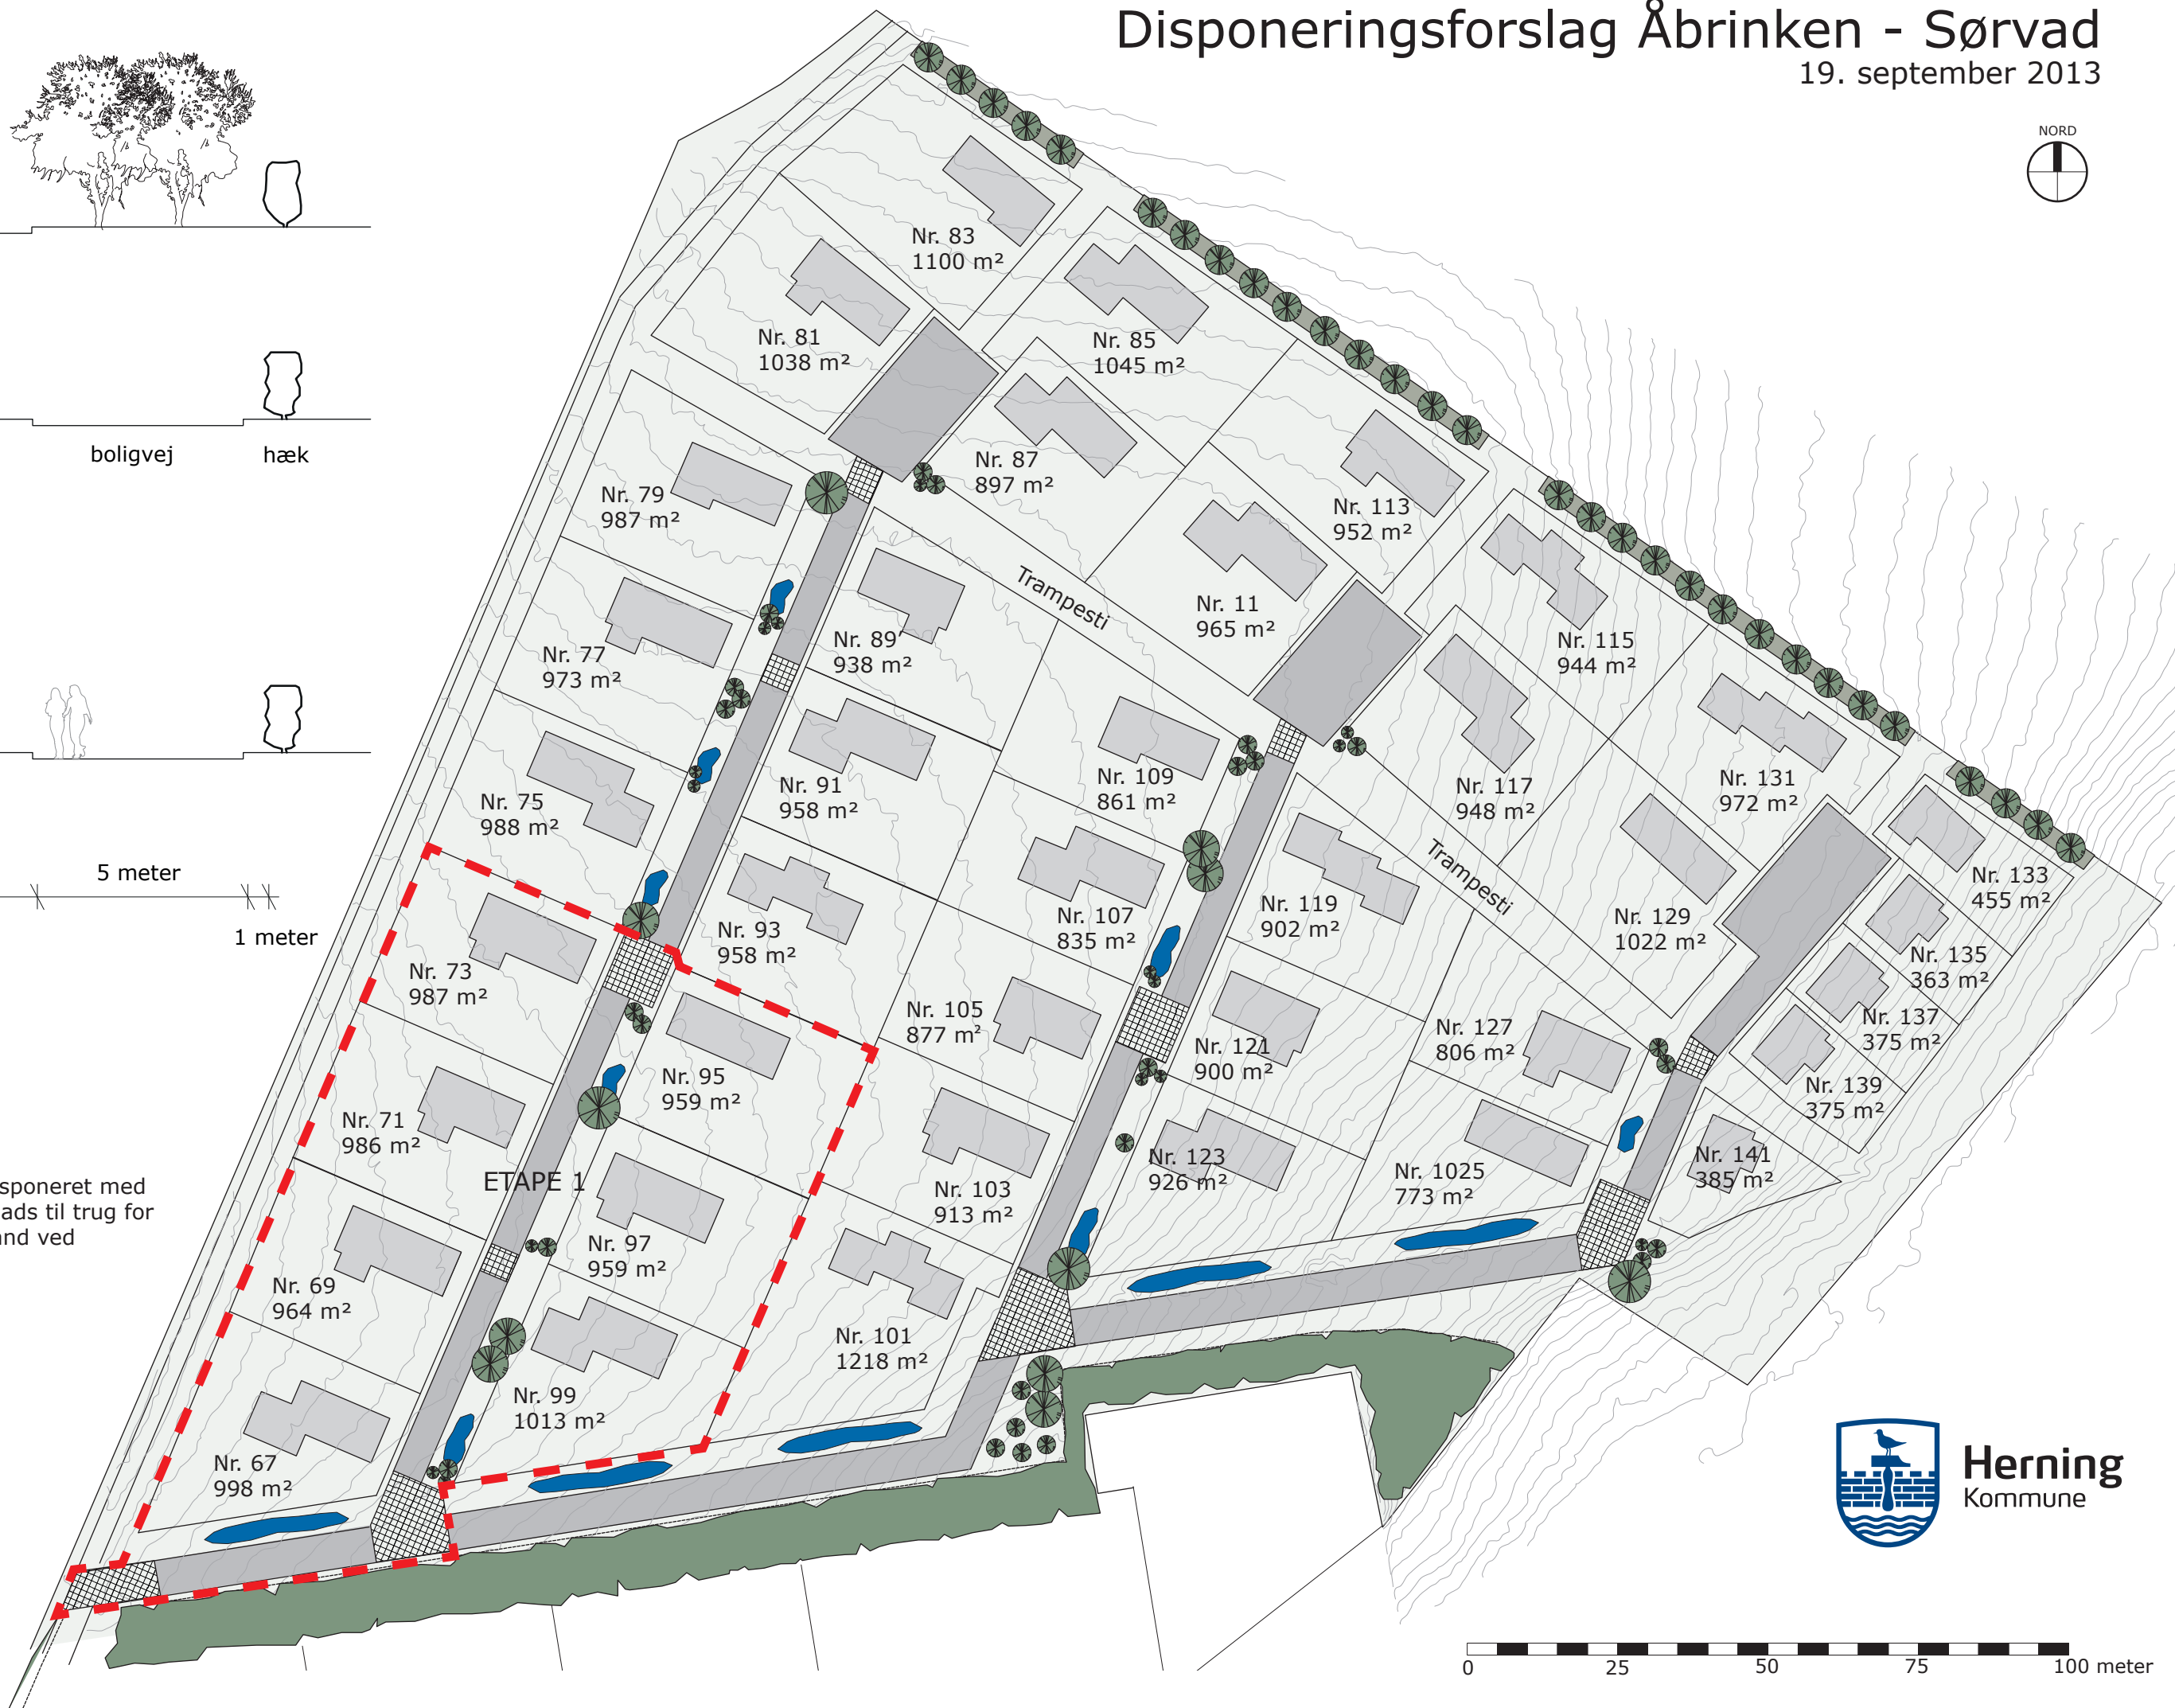 Disponeringsforslag Åbrinken - Sørvad
19. september 2013
NORD
boligvej
hæk
5 meter
1 meter
sponeret med
ads til trug for
and ved
Nr. 83
1100 m²
Nr. 81
1038 m²
Nr. 85
1045 m²
Nr. 87
897 m²
Nr. 79
987 m²
Nr. 113
952 m²
Trampesti
Nr. 11
965 m²
Nr. 89
938 m²
Nr. 115
944 m²
Nr. 77
973 m²
Nr. 91
958 m²
Nr. 109
861 m²
Nr. 117
948 m²
Nr. 131
972 m²
Nr. 75
988 m²
Trampesti
Nr. 133
455 m²
Nr. 93
958 m²
Nr. 107
835 m²
Nr. 119
902 m²
Nr. 129
1022 m²
Nr. 135
363 m²
Nr. 73
987 m²
Nr. 105
877 m²
Nr. 121
900 m²
Nr. 127
806 m²
Nr. 137
375 m²
Nr. 95
959 m²
Nr. 139
375 m²
Nr. 71
986 m²
ETAPE 1
Nr. 103
913 m²
Nr. 123
926 m²
Nr. 1025
773 m²
Nr. 141
385 m²
Nr. 97
959 m²
Nr. 69
964 m²
Nr. 101
1218 m²
Nr. 99
1013 m²
Nr. 67
998 m²
Herning
Kommune
0 25 50 75 100 meter